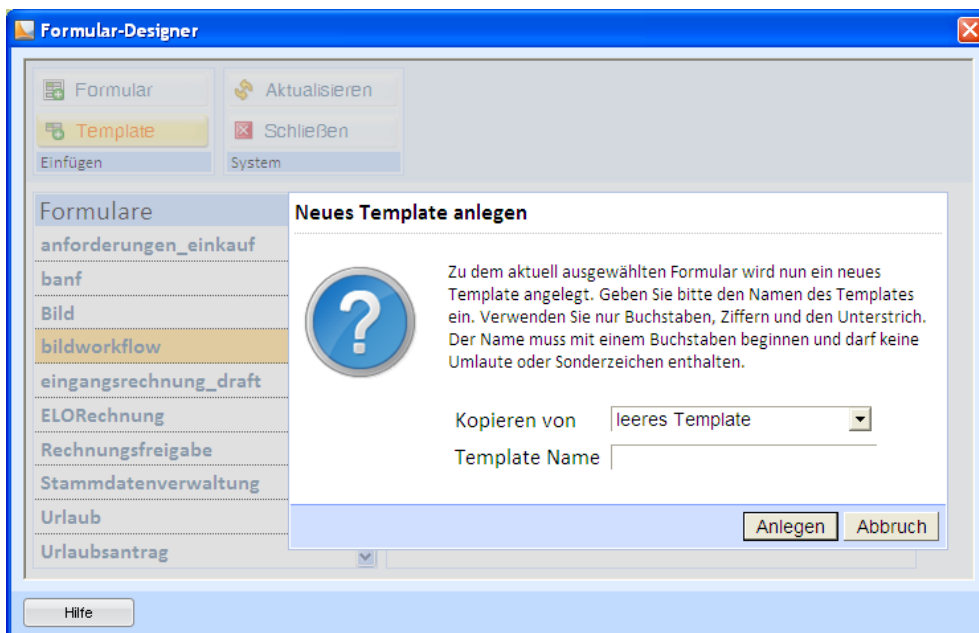 Formular-Designer
Formular
Aktualisieren
Template
Schließen
Einfügen
System
Formulare
anforderungen_einkauf
banf
Bild
bildworkflow
eingangsrechnung_draft
ELORechnung
Rechnungsfreigabe
Stammdatenverwaltung
Urlaub
Urlaubsantrag
Neues Template anlegen
Zu dem aktuell ausgewählten Formular wird nun ein neues
Template angelegt. Geben Sie bitte den Namen des Templates
ein. Verwenden Sie nur Buchstaben, Ziffern und den Unterstrich.
Der Name muss mit einem Buchstaben beginnen und darf keine
Umlaute oder Sonderzeichen enthalten.
Kopieren von leeres Template
Template Name
Anlegen Abbruch
Hilfe